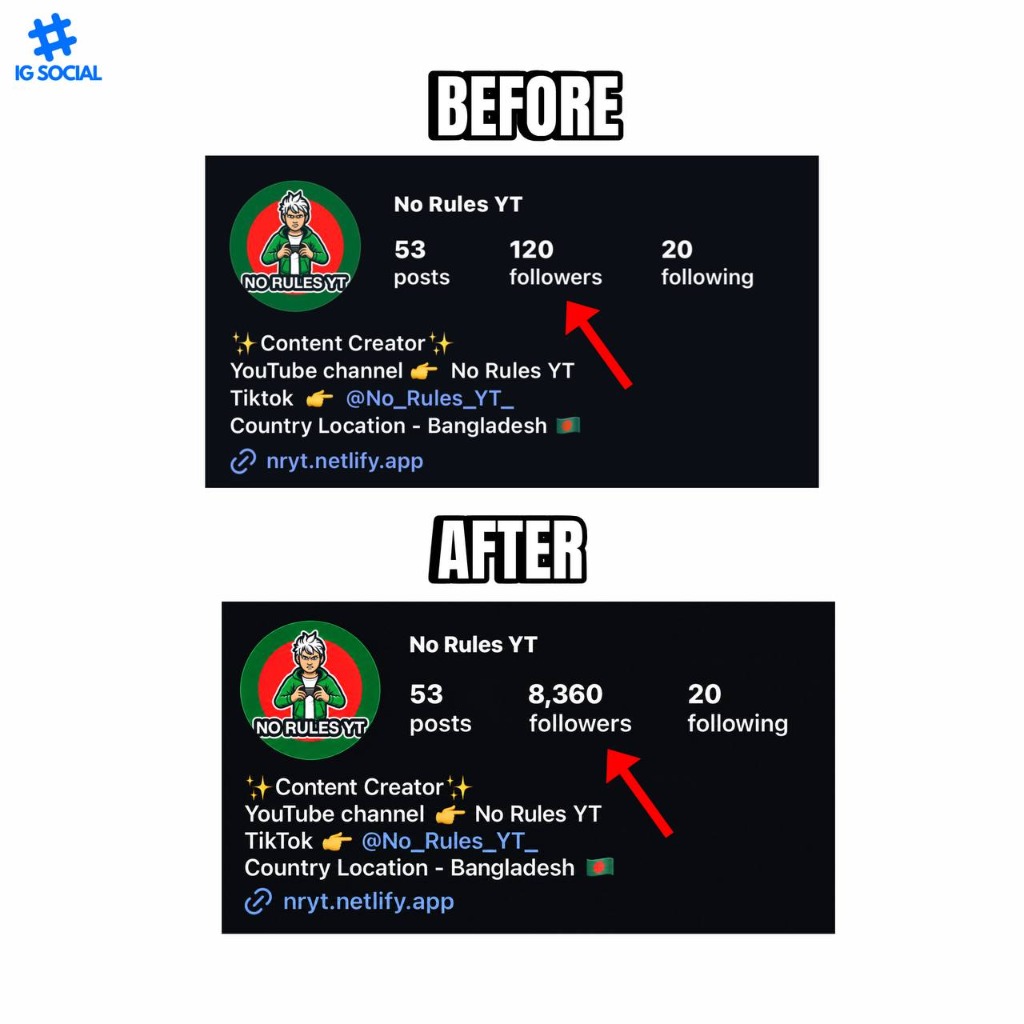 IG SOCIAL
BEFORE
No Rules YT
53 120 20
posts followers following
NO RULES YT
✨Content Creator✨
YouTube channel 👉 No Rules YT
Tiktok 👉 @No_Rules_YT_
Country Location - Bangladesh 🇧🇩
nryt.netlify.app
AFTER
No Rules YT
53 8,360 20
posts followers following
NO RULES YT
✨Content Creator✨
YouTube channel 👉 No Rules YT
TikTok 👉 @No_Rules_YT_
Country Location - Bangladesh 🇧🇩
nryt.netlify.app